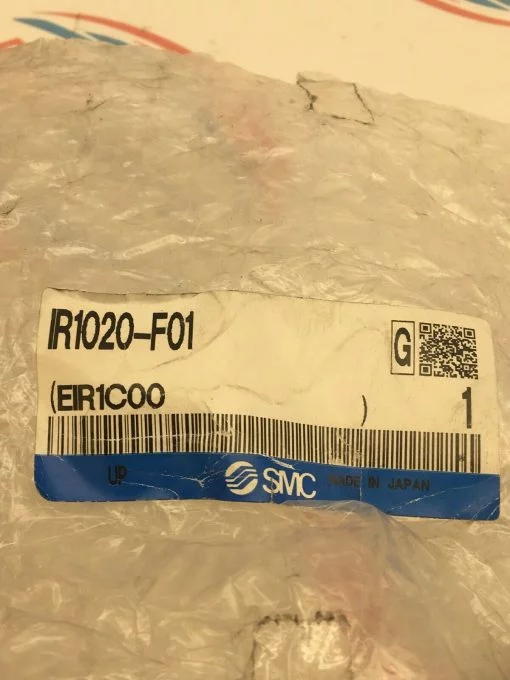 IR1020-F01
G
(EIR1C00 ) 1
UP SMC MADE IN JAPAN